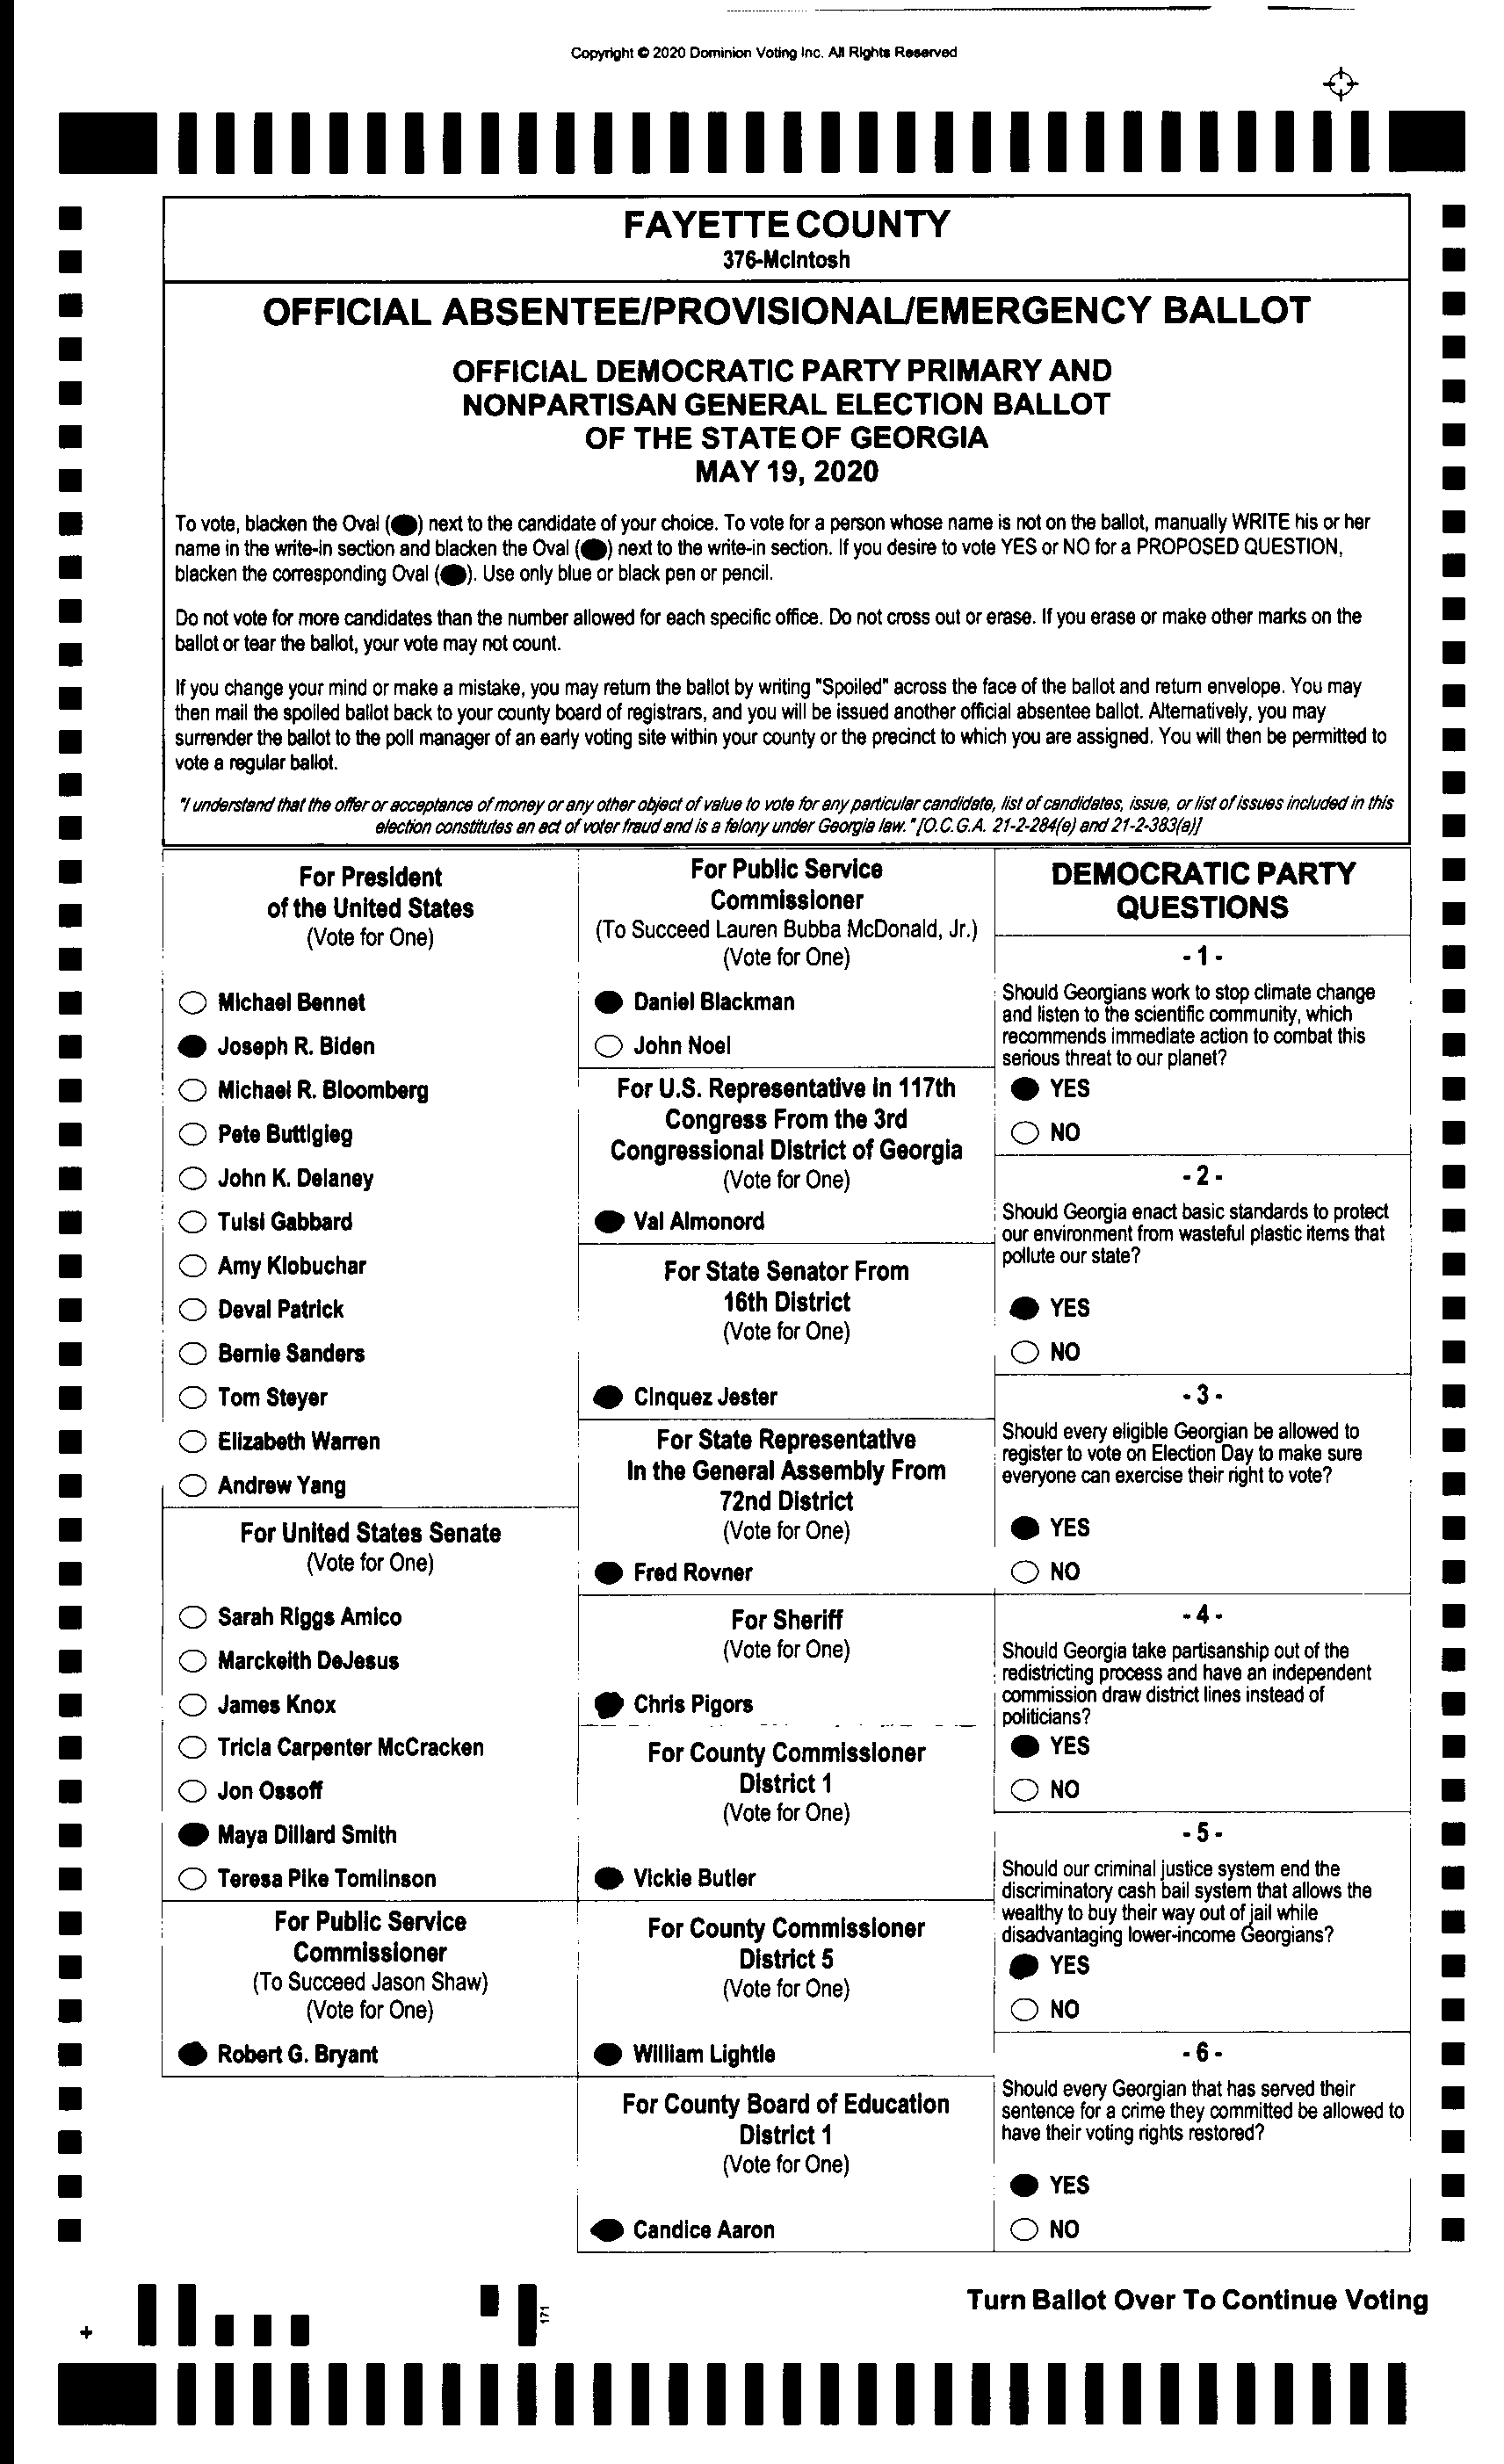 Copyright © 2020 Dominion Voting Inc. All Rights Reserved
FAYETTE COUNTY
376-McIntosh
OFFICIAL ABSENTEE/PROVISIONAL/EMERGENCY BALLOT
OFFICIAL DEMOCRATIC PARTY PRIMARY AND
NONPARTISAN GENERAL ELECTION BALLOT
OF THE STATE OF GEORGIA
MAY 19, 2020
To vote, blacken the Oval ( ) next to the candidate of your choice. To vote for a person whose name is not on the ballot, manually WRITE his or her
name in the write-in section and blacken the Oval ( ) next to the write-in section. If you desire to vote YES or NO for a PROPOSED QUESTION,
blacken the corresponding Oval ( ). Use only blue or black pen or pencil.
Do not vote for more candidates than the number allowed for each specific office. Do not cross out or erase. If you erase or make other marks on the
ballot or tear the ballot, your vote may not count.
If you change your mind or make a mistake, you may return the ballot by writing "Spoiled" across the face of the ballot and return envelope. You may
then mail the spoiled ballot back to your county board of registrars, and you will be issued another official absentee ballot. Alternatively, you may
surrender the ballot to the poll manager of an early voting site within your county or the precinct to which you are assigned. You will then be permitted to
vote a regular ballot.
"I understand that the offer or acceptance of money or any other object of value to vote for any particular candidate, list of candidates, issue, or list of issues included in this
election constitutes an act of voter fraud and is a felony under Georgia law." [O.C.G.A. 21-2-284(e) and 21-2-383(a)]
For President
of the United States
(Vote for One)
Michael Bennet
Joseph R. Biden
Michael R. Bloomberg
Pete Buttigieg
John K. Delaney
Tulsi Gabbard
Amy Klobuchar
Deval Patrick
Bernie Sanders
Tom Steyer
Elizabeth Warren
Andrew Yang
For United States Senate
(Vote for One)
Sarah Riggs Amico
Marckeith DeJesus
James Knox
Tricia Carpenter McCracken
Jon Ossoff
Maya Dillard Smith
Teresa Pike Tomlinson
For Public Service
Commissioner
(To Succeed Jason Shaw)
(Vote for One)
Robert G. Bryant
For Public Service
Commissioner
(To Succeed Lauren Bubba McDonald, Jr.)
(Vote for One)
Daniel Blackman
John Noel
For U.S. Representative in 117th
Congress From the 3rd
Congressional District of Georgia
(Vote for One)
Val Almonord
For State Senator From
16th District
(Vote for One)
Cinquez Jester
For State Representative
In the General Assembly From
72nd District
(Vote for One)
Fred Rovner
For Sheriff
(Vote for One)
Chris Pigors
For County Commissioner
District 1
(Vote for One)
Vickie Butler
For County Commissioner
District 5
(Vote for One)
William Lightle
For County Board of Education
District 1
(Vote for One)
Candice Aaron
DEMOCRATIC PARTY
QUESTIONS
- 1 -
Should Georgians work to stop climate change
and listen to the scientific community, which
recommends immediate action to combat this
serious threat to our planet?
YES
NO
- 2 -
Should Georgia enact basic standards to protect
our environment from wasteful plastic items that
pollute our state?
YES
NO
- 3 -
Should every eligible Georgian be allowed to
register to vote on Election Day to make sure
everyone can exercise their right to vote?
YES
NO
- 4 -
Should Georgia take partisanship out of the
redistricting process and have an independent
commission draw district lines instead of
politicians?
YES
NO
- 5 -
Should our criminal justice system end the
discriminatory cash bail system that allows the
wealthy to buy their way out of jail while
disadvantaging lower-income Georgians?
YES
NO
- 6 -
Should every Georgian that has served their
sentence for a crime they committed be allowed to
have their voting rights restored?
YES
NO
Turn Ballot Over To Continue Voting
171
+